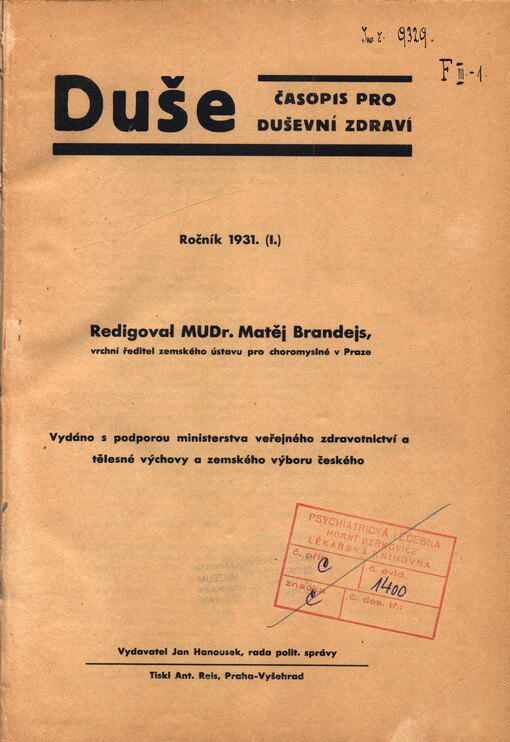 Inv. č. 9329.
F III.-1.
Duše
ČASOPIS PRO
DUŠEVNÍ ZDRAVÍ
Ročník 1931. (I.)
Redigoval MUDr. Matěj Brandejs,
vrchní ředitel zemského ústavu pro choromyslné v Praze
Vydáno s podporou ministerstva veřejného zdravotnictví a
tělesné výchovy a zemského výboru českého
PSYCHIATRICKÁ LÉČEBNA
HORNÍ BEŘKOVICE
LÉKAŘSKÁ KNIHOVNA
č. přír. C
č. evid. 1400
značka č
č. des. tř.:
MUZEUM
Vydavatel Jan Hanousek, rada polit. správy
Tiskl Ant. Reis, Praha-Vyšehrad